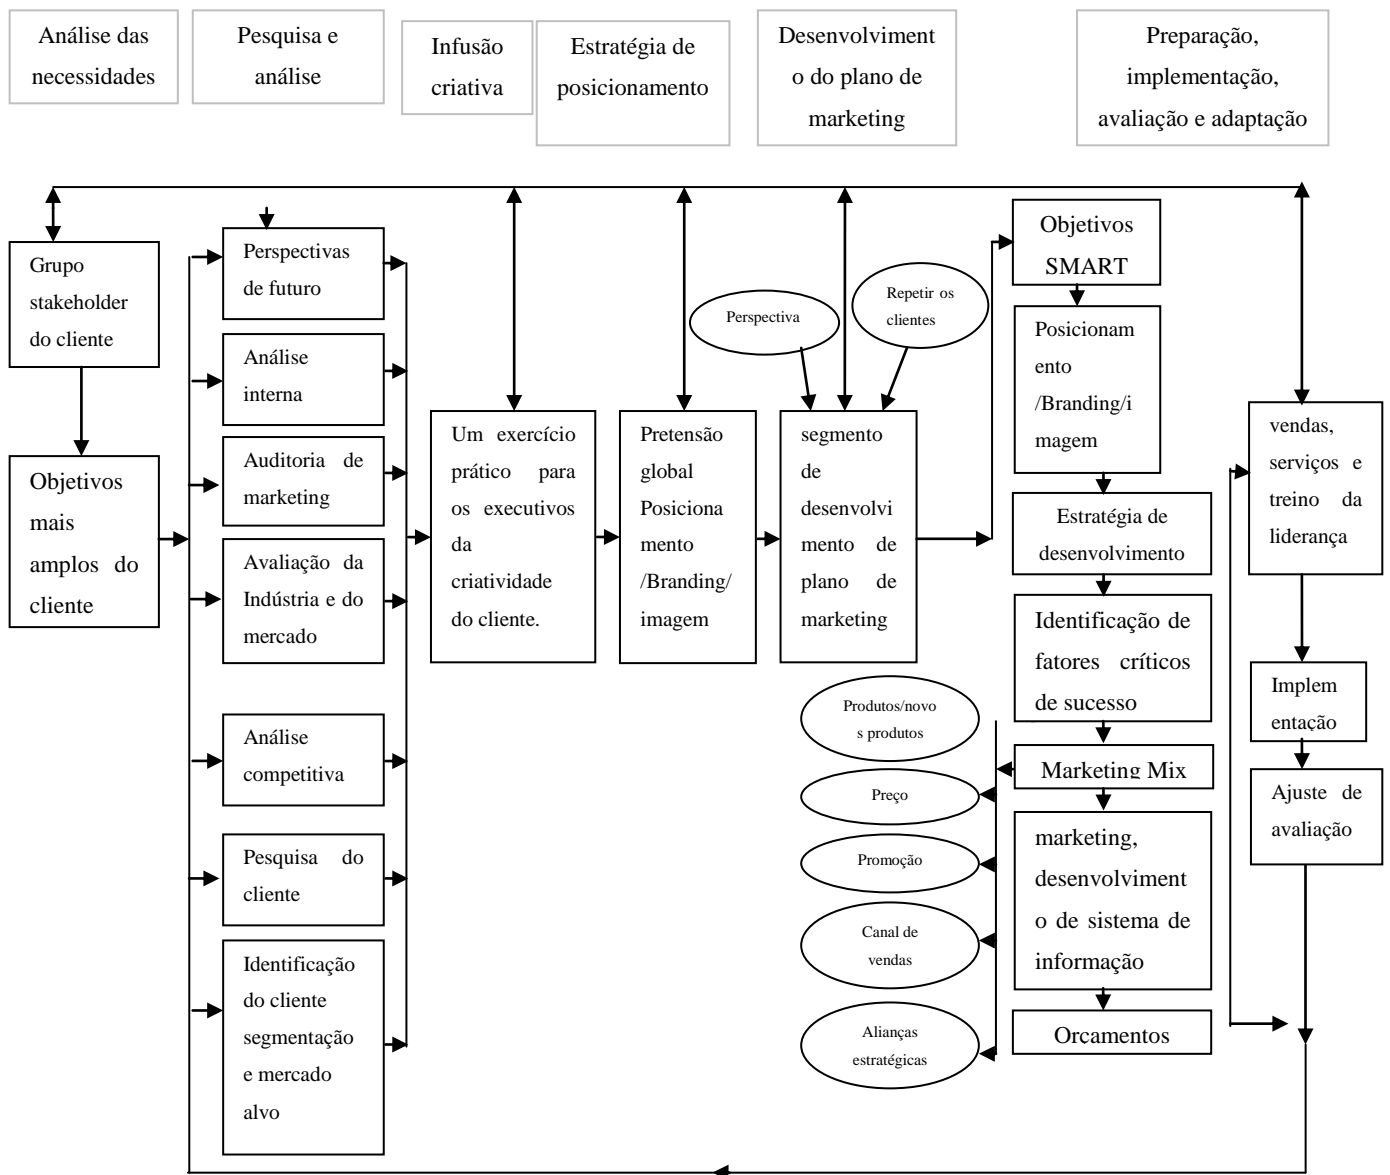 Análise das
necessidades
Pesquisa e
análise
Infusão
criativa
Estratégia de
posicionamento
Desenvolviment
o do plano de
marketing
Preparação,
implementação,
avaliação e adaptação
Grupo
stakeholder
do cliente
Objetivos
mais
amplos do
cliente
Perspectivas
de futuro
Análise
interna
Auditoria de
marketing
Avaliação da
Indústria e do
mercado
Análise
competitiva
Pesquisa do
cliente
Identificação
do cliente
segmentação
e mercado
alvo
Um exercício
prático para
os executivos
da
criatividade
do cliente.
Pretensão
global
Posiciona
mento
/Branding/
imagem
Perspectiva
Repetir os
clientes
segmento
de
desenvolvi
mento de
plano de
marketing
Objetivos
SMART
Posicionam
ento
/Branding/i
magem
Estratégia de
desenvolvimento
Identificação de
fatores críticos
de sucesso
Marketing Mix
marketing,
desenvolviment
o de sistema de
informação
Orcamentos
Produtos/novo
s produtos
Preço
Promoção
Canal de
vendas
Alianças
estratégicas
vendas,
serviços e
treino da
liderança
Implem
entação
Ajuste de
avaliação